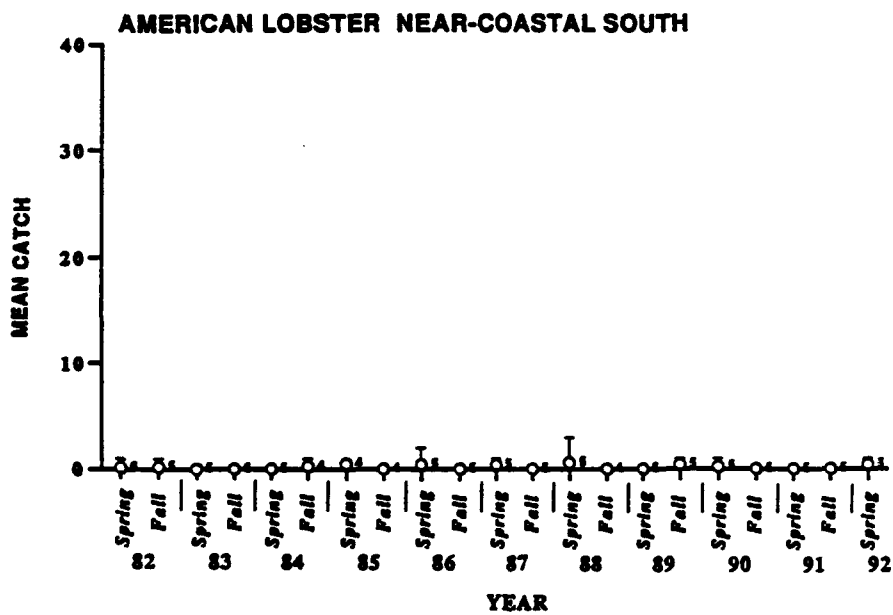 AMERICAN LOBSTER NEAR-COASTAL SOUTH
40
30
20
10
0
MEAN CATCH
Spring Fall Spring Fall Spring Fall Spring Fall Spring Fall Spring Fall Spring Fall Spring Fall Spring Fall Spring Fall Spring
82 83 84 85 86 87 88 89 90 91 92
YEAR